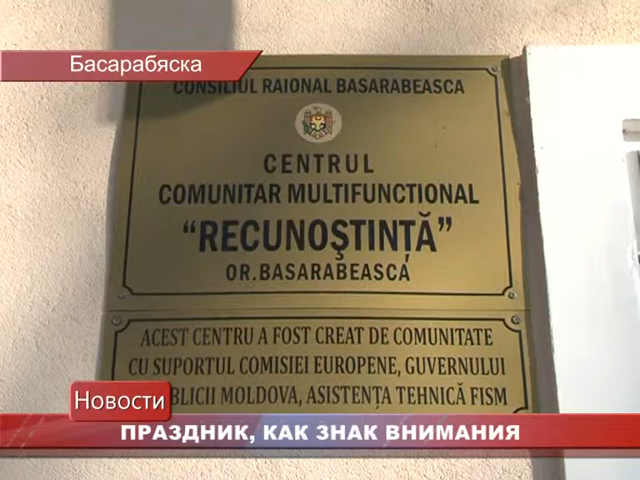 Басарабяска
CONSILIUL RAIONAL BASARABEASCA
CENTRUL
COMUNITAR MULTIFUNCTIONAL
“RECUNOŞTINŢĂ”
OR.BASARABEASCA
ACEST CENTRU A FOST CREAT DE COMUNITATE
CU SUPORTUL COMISIEI EUROPENE, GUVERNULUI
MOLDOVA, ASISTENŢA TEHNICĂ FISM
Новости
ПРАЗДНИК, КАК ЗНАК ВНИМАНИЯ